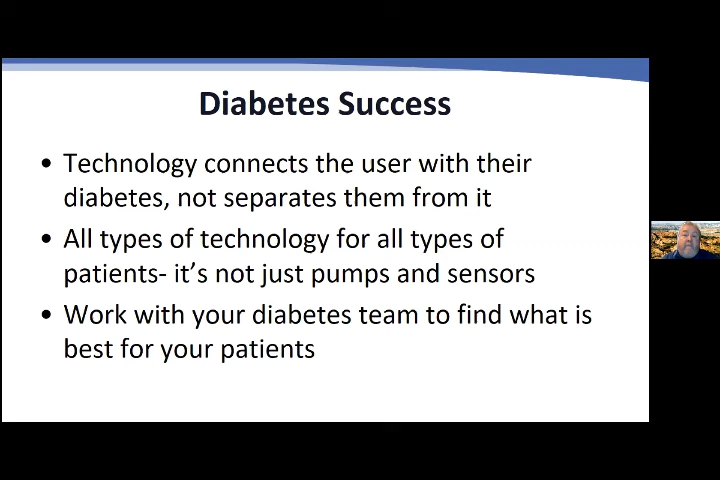 Diabetes Success
• Technology connects the user with their
diabetes, not separates them from it
• All types of technology for all types of
patients- it's not just pumps and sensors
• Work with your diabetes team to find what is
best for your patients